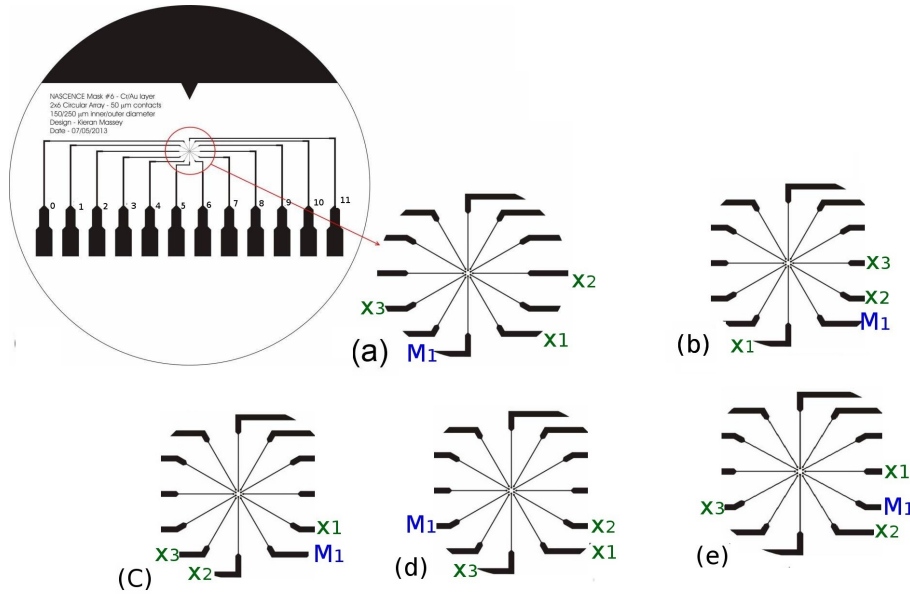 NASCENCE Mask #6 - Cr/Au layer
2x6 Circular Array - 50 μm contacts
150/250 μm inner/outer diameter
Design - Kieran Massey
Date - 07/05/2013
0 1 2 3 4 5 6 7 8 9 10 11
x2
x3
x1
M1
(a)
x3
x2
M1
x1
(b)
x1
x3
M1
x2
(C)
M1
x2
x1
x3
(d)
x1
x3
M1
x2
(e)